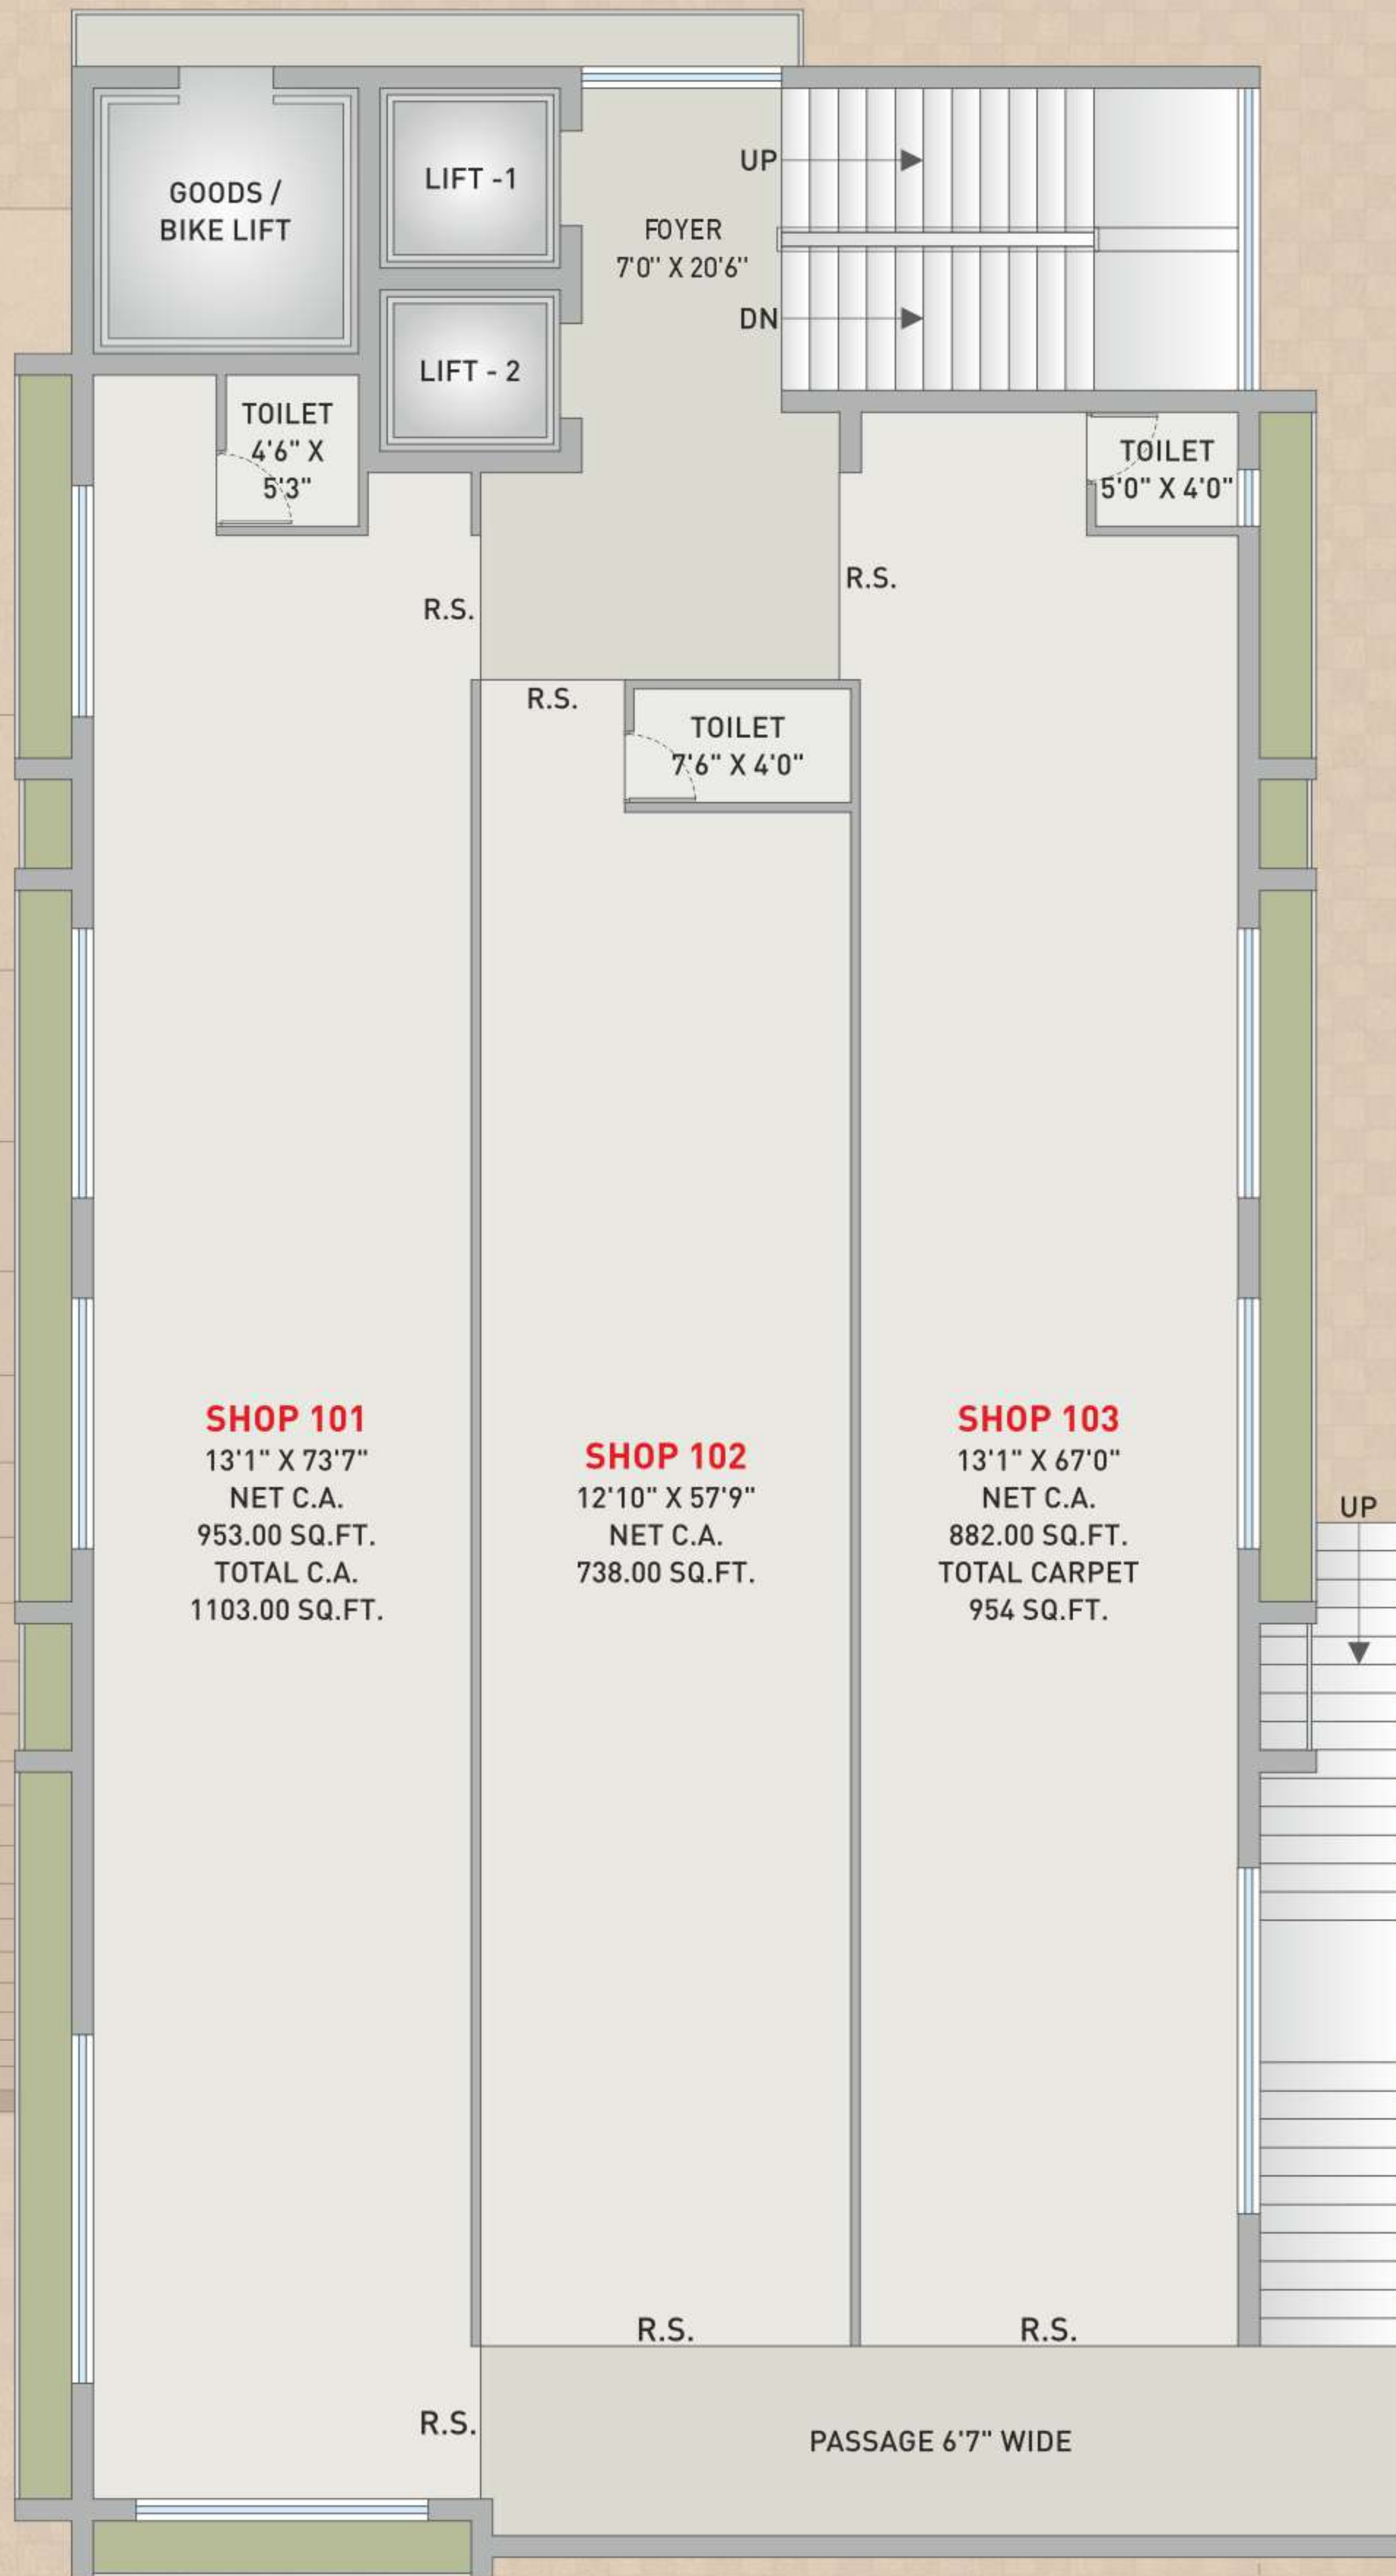 GOODS /
BIKE LIFT
LIFT -1
LIFT - 2
FOYER
7'0" X 20'6"
UP
DN
TOILET
4'6" X
5'3"
TOILET
5'0" X 4'0"
R.S.
R.S.
R.S.
TOILET
7'6" X 4'0"
SHOP 101
13'1" X 73'7"
NET C.A.
953.00 SQ.FT.
TOTAL C.A.
1103.00 SQ.FT.
SHOP 102
12'10" X 57'9"
NET C.A.
738.00 SQ.FT.
SHOP 103
13'1" X 67'0"
NET C.A.
882.00 SQ.FT.
TOTAL CARPET
954 SQ.FT.
UP
R.S.
R.S.
R.S.
PASSAGE 6'7" WIDE